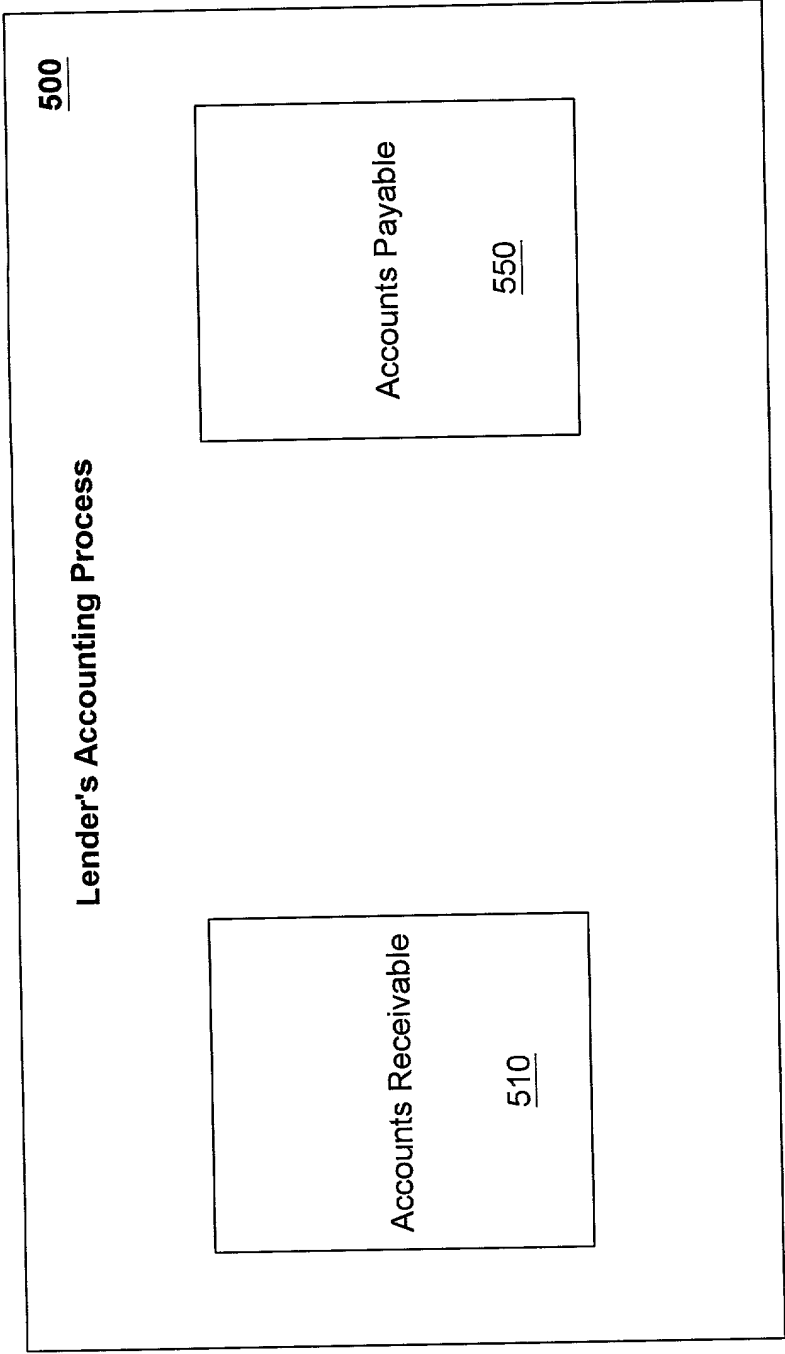 500
Lender's Accounting Process
Accounts Receivable
510
Accounts Payable
550